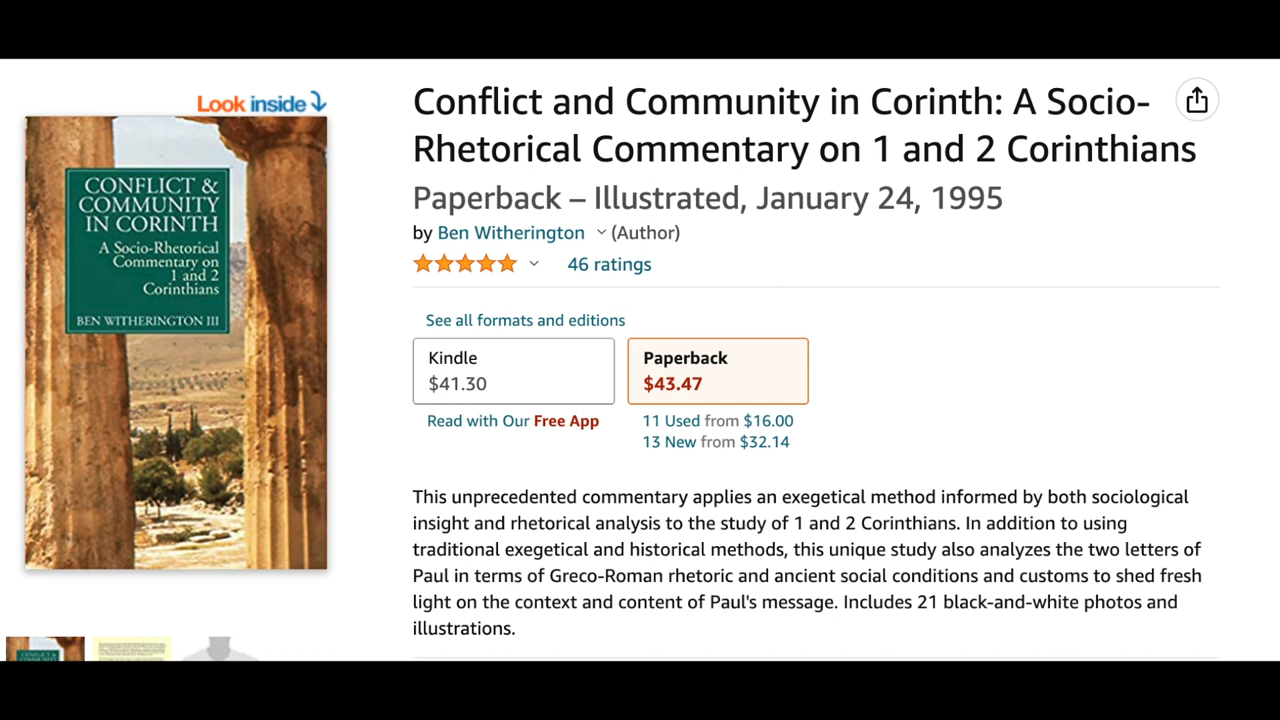 Look inside
CONFLICT &
COMMUNITY
IN CORINTH
A Socio-Rhetorical
Commentary on
1 and 2
Corinthians
BEN WITHERINGTON III
Conflict and Community in Corinth: A Socio-
Rhetorical Commentary on 1 and 2 Corinthians
Paperback – Illustrated, January 24, 1995
by Ben Witherington (Author)
46 ratings
See all formats and editions
Kindle
$41.30
Read with Our Free App
Paperback
$43.47
11 Used from $16.00
13 New from $32.14
This unprecedented commentary applies an exegetical method informed by both sociological
insight and rhetorical analysis to the study of 1 and 2 Corinthians. In addition to using
traditional exegetical and historical methods, this unique study also analyzes the two letters of
Paul in terms of Greco-Roman rhetoric and ancient social conditions and customs to shed fresh
light on the context and content of Paul's message. Includes 21 black-and-white photos and
illustrations.